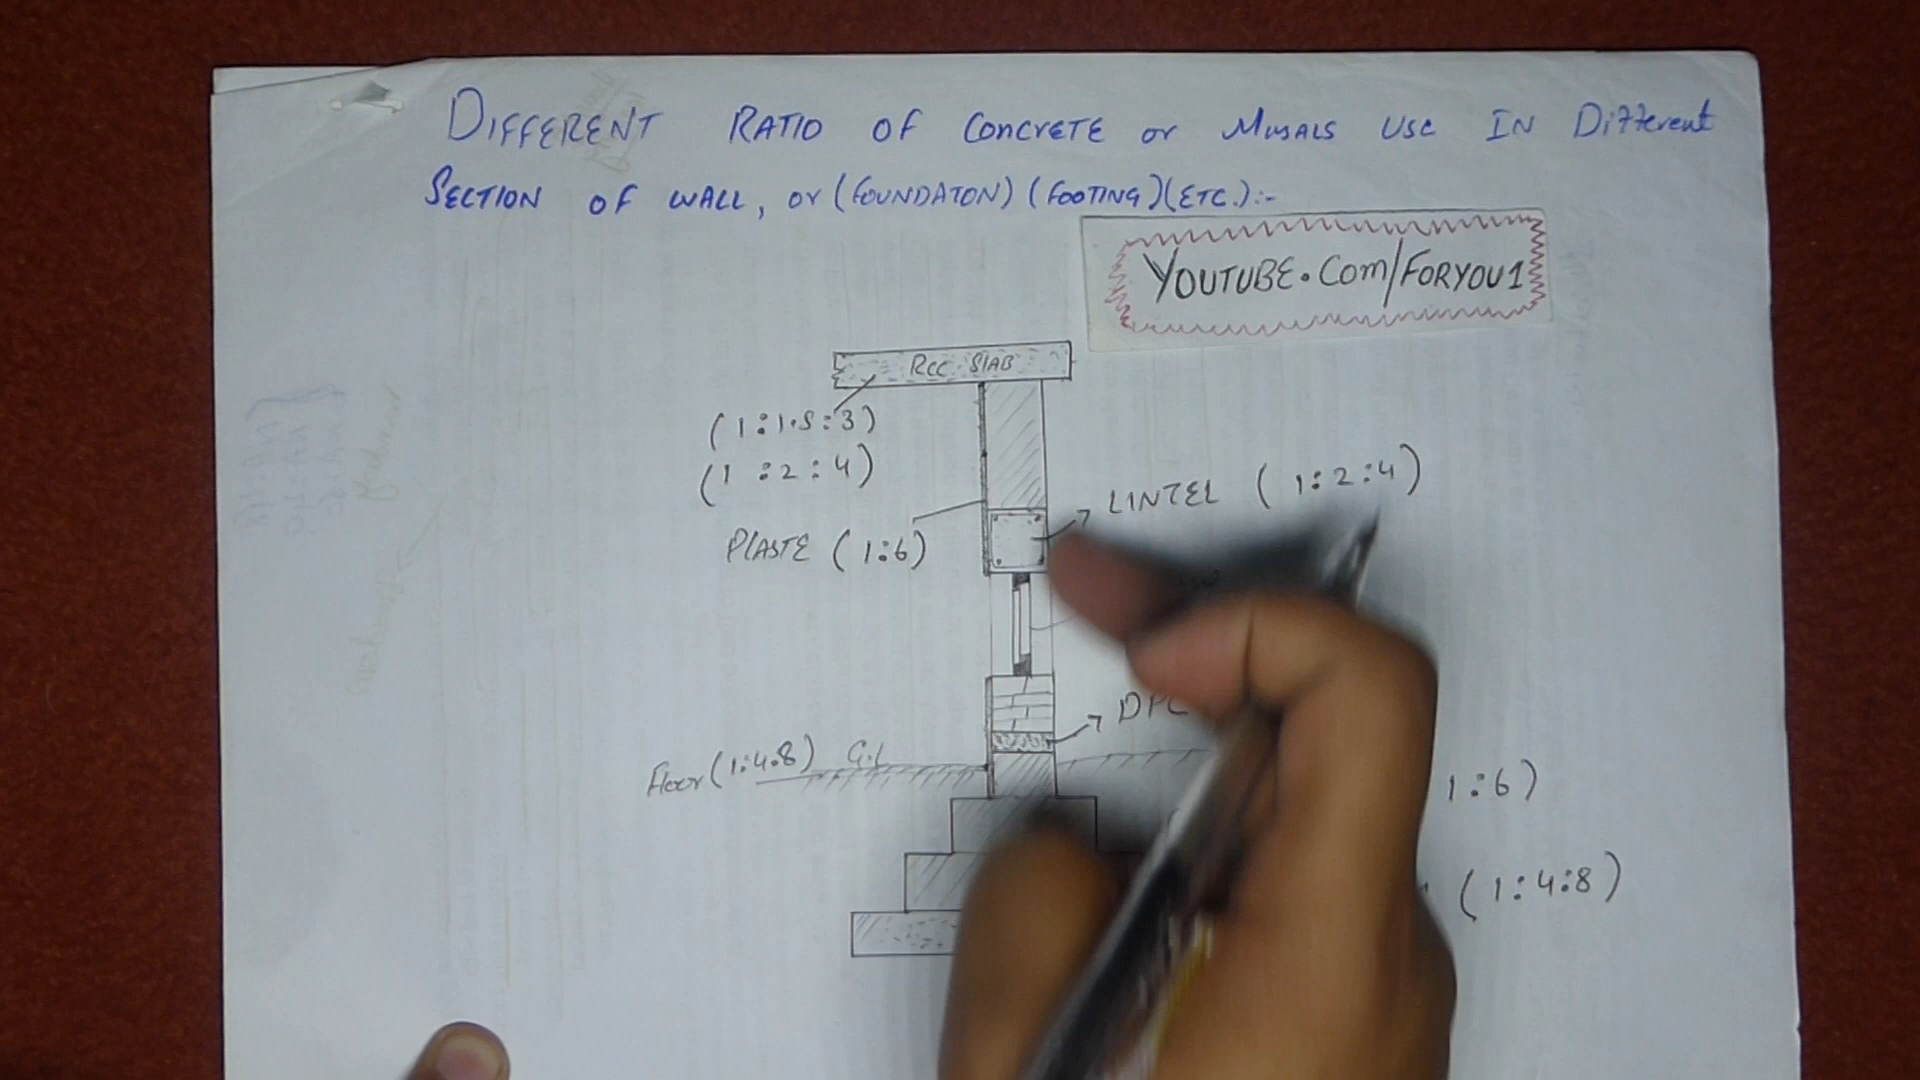 DIFFERENT RATIO OF CONCRETE or MUSALS USE IN Different
SECTION OF WALL, or (FOUNDATON) (FOOTING)(ETC.):-
YOUTUBE.Com/FORYOU1
RCC SLAB
(1:1.5:3)
(1:2:4)
LINTEL (1:2:4)
PLASTE (1:6)
DPC
Floor (1:4:8) G.L
1:6)
(1:4:8)